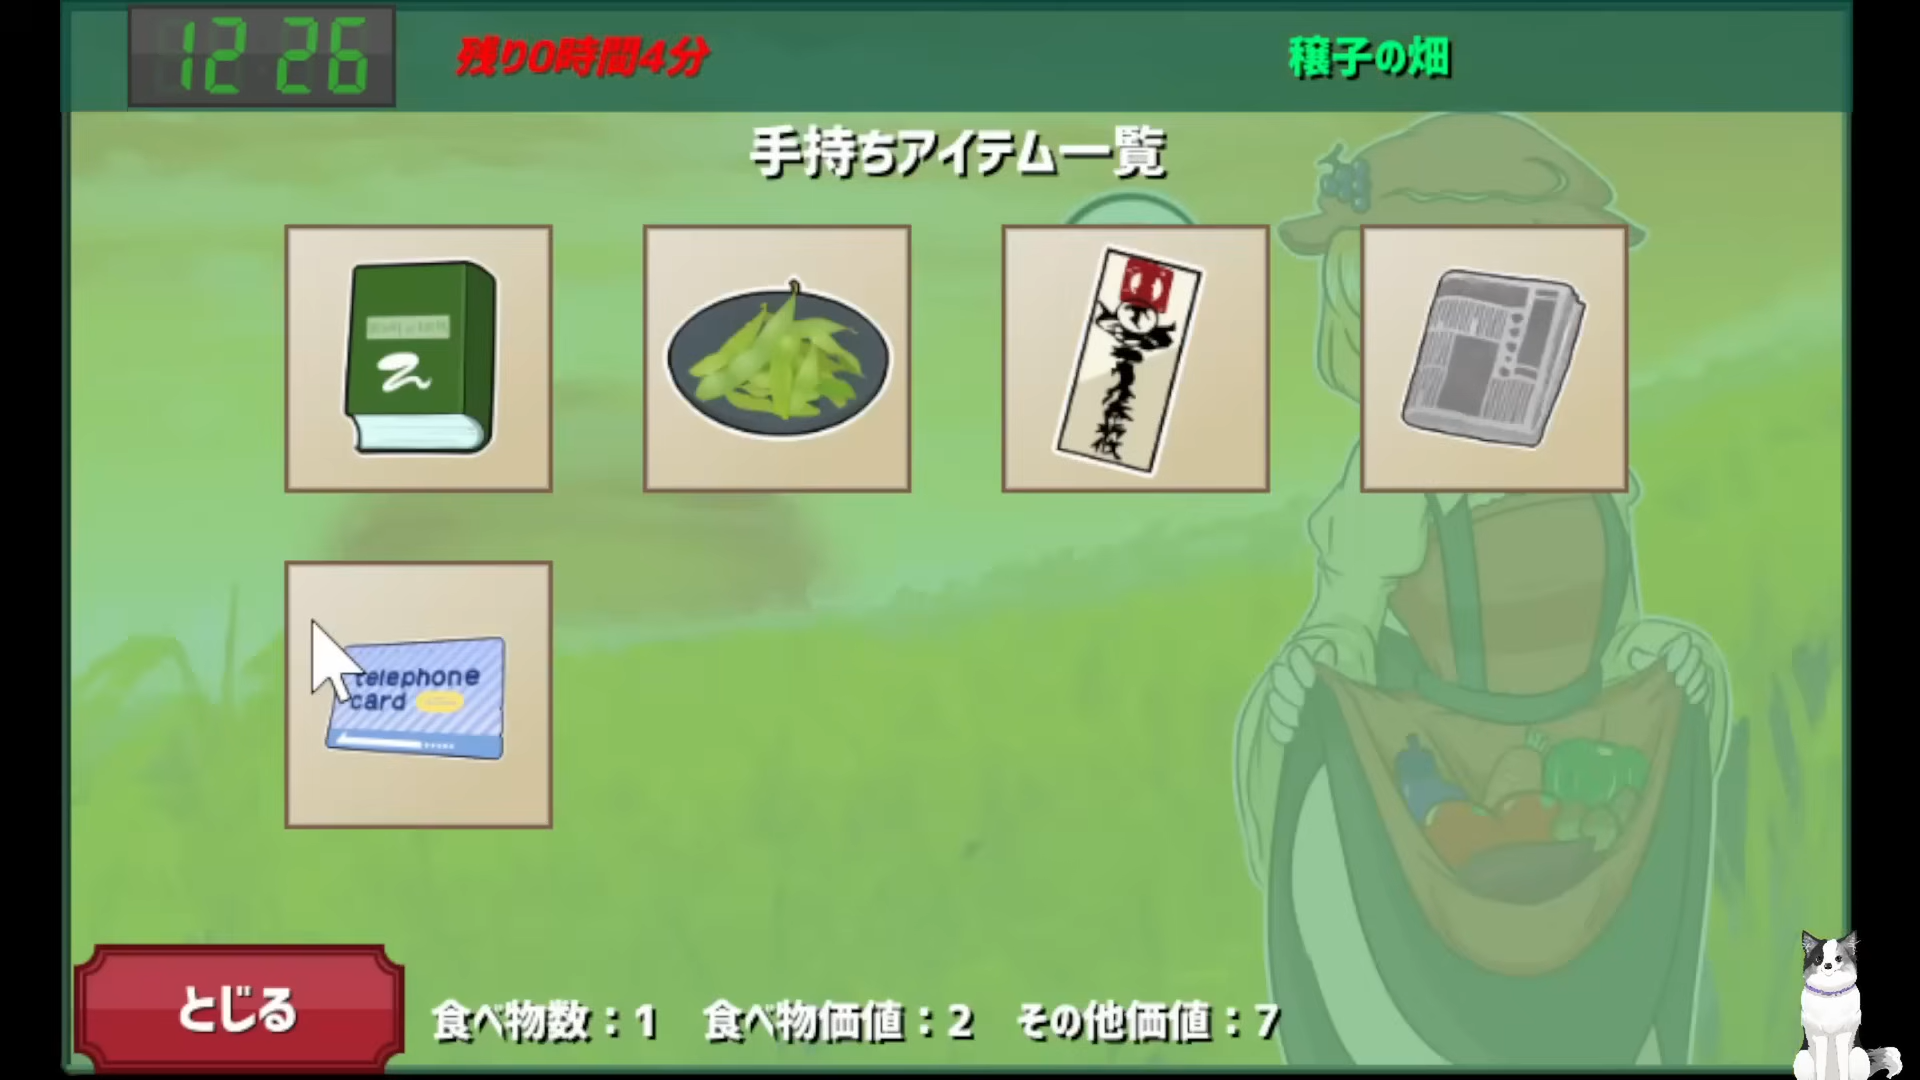 12 26
残り0時間4分
穣子の畑
手持ちアイテム一覧
telephone
card
とじる
食べ物数：1 食べ物価値：2 その他価値：7